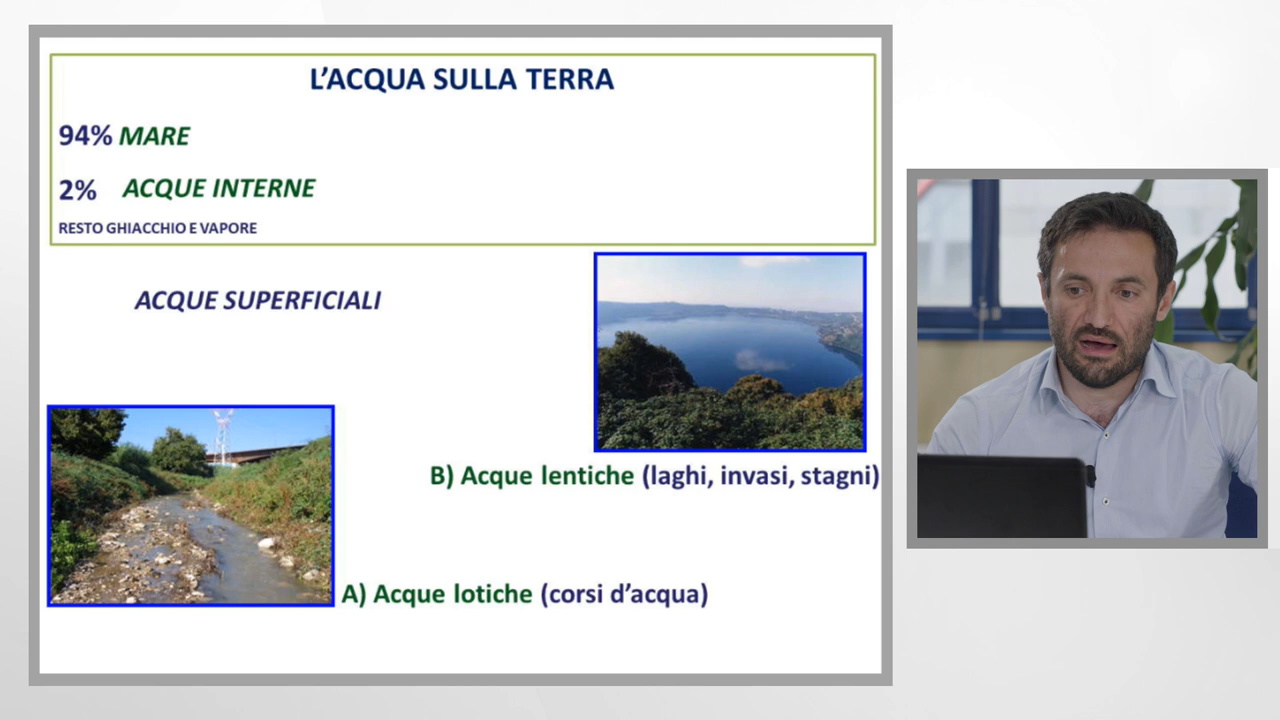 L'ACQUA SULLA TERRA
94% MARE
2% ACQUE INTERNE
RESTO GHIACCHIO E VAPORE
ACQUE SUPERFICIALI
B) Acque lentiche (laghi, invasi, stagni)
A) Acque lotiche (corsi d'acqua)